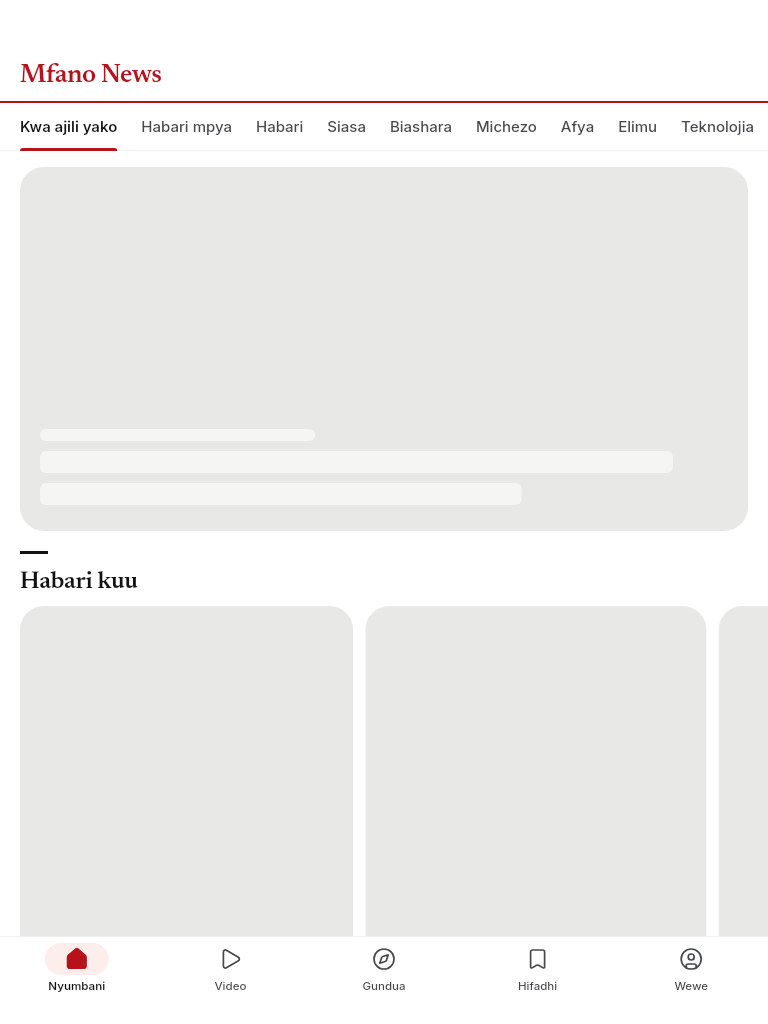 Mfano News
Kwa ajili yako Habari mpya Habari Siasa Biashara Michezo Afya Elimu Teknolojia
Habari kuu
Nyumbani Video Gundua Hifadhi Wewe